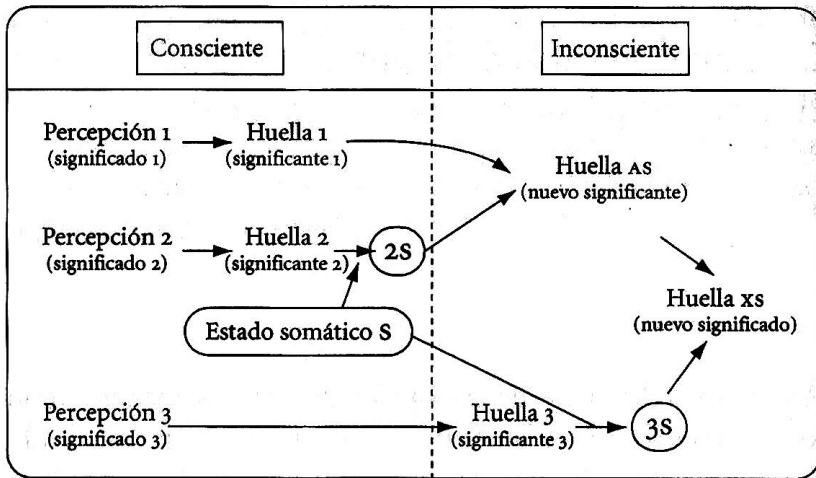 Consciente
Inconsciente
Percepción 1
(significado 1)
Huella 1
(significante 1)
Huella AS
(nuevo significante)
Percepción 2
(significado 2)
Huella 2
(significante 2)
2S
Estado somático S
Huella XS
(nuevo significado)
Percepción 3
(significado 3)
Huella 3
(significante 3)
3S